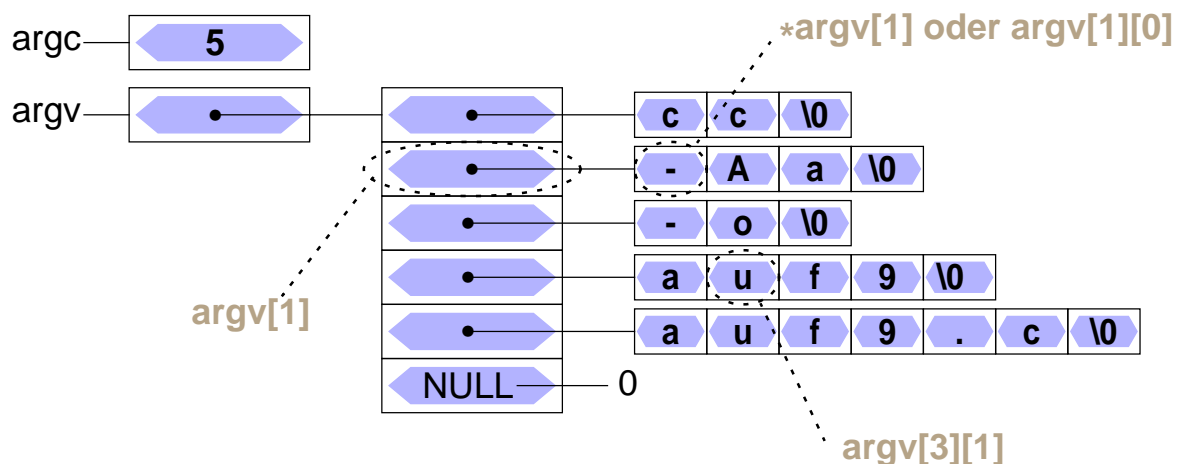 argc 5 *argv[1] oder argv[1][0]
argv c c \0
- A a \0
- o \0
a u f 9 \0
argv[1]
a u f 9 . c \0
NULL 0
argv[3][1]